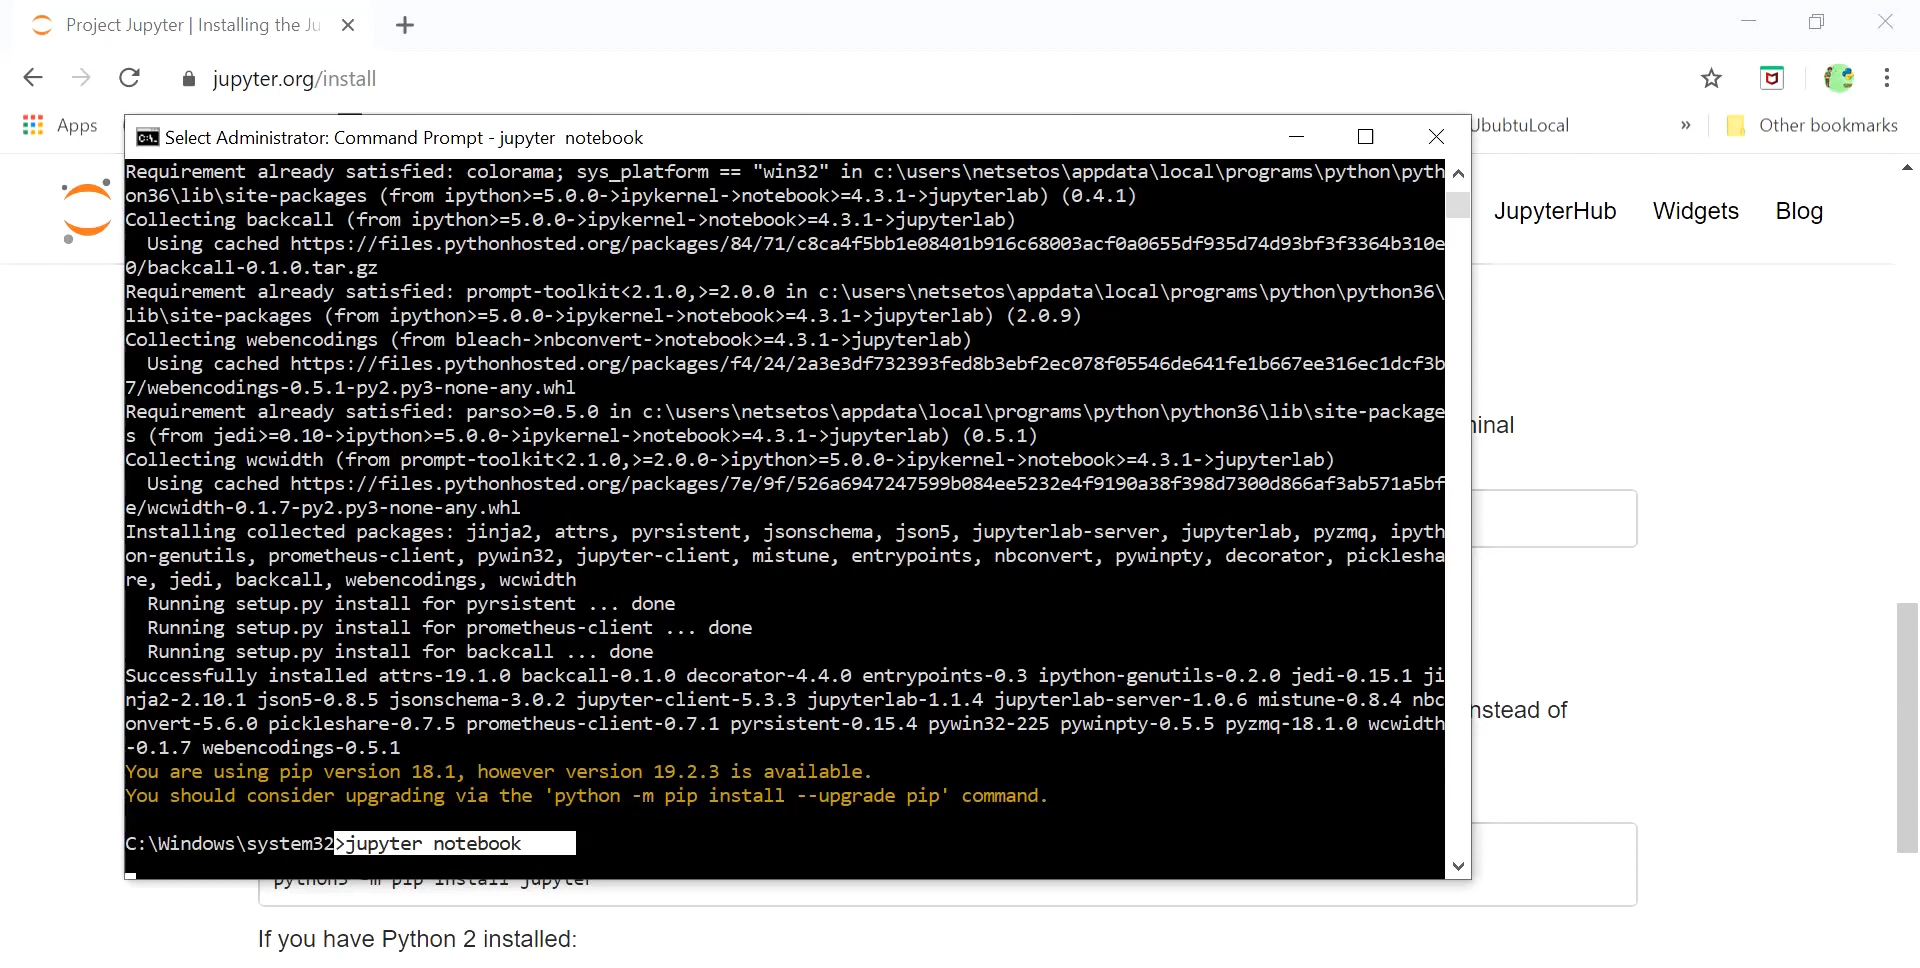 Project Jupyter | Installing the Ju
jupyter.org/install
Apps
UbubtuLocal
»
Other bookmarks
Select Administrator: Command Prompt - jupyter  notebook
JupyterHub
Widgets
Blog
Requirement already satisfied: colorama; sys_platform == "win32" in c:\users\netsetos\appdata\local\programs\python\pyth
on36\lib\site-packages (from ipython>=5.0.0->ipykernel->notebook>=4.3.1->jupyterlab) (0.4.1)
Collecting backcall (from ipython>=5.0.0->ipykernel->notebook>=4.3.1->jupyterlab)
  Using cached https://files.pythonhosted.org/packages/84/71/c8ca4f5bb1e08401b916c68003acf0a0655df935d74d93bf3f3364b310e
0/backcall-0.1.0.tar.gz
Requirement already satisfied: prompt-toolkit<2.1.0,>=2.0.0 in c:\users\netsetos\appdata\local\programs\python\python36\
lib\site-packages (from ipython>=5.0.0->ipykernel->notebook>=4.3.1->jupyterlab) (2.0.9)
Collecting webencodings (from bleach->nbconvert->notebook>=4.3.1->jupyterlab)
  Using cached https://files.pythonhosted.org/packages/f4/24/2a3e3df732393fed8b3ebf2ec078f05546de641fe1b667ee316ec1dcf3b
7/webencodings-0.5.1-py2.py3-none-any.whl
Requirement already satisfied: parso>=0.5.0 in c:\users\netsetos\appdata\local\programs\python\python36\lib\site-package
s (from jedi>=0.10->ipython>=5.0.0->ipykernel->notebook>=4.3.1->jupyterlab) (0.5.1)
Collecting wcwidth (from prompt-toolkit<2.1.0,>=2.0.0->ipython>=5.0.0->ipykernel->notebook>=4.3.1->jupyterlab)
  Using cached https://files.pythonhosted.org/packages/7e/9f/526a6947247599b084ee5232e4f9190a38f398d7300d866af3ab571a5bf
e/wcwidth-0.1.7-py2.py3-none-any.whl
Installing collected packages: jinja2, attrs, pyrsistent, jsonschema, json5, jupyterlab-server, jupyterlab, pyzmq, ipyth
on-genutils, prometheus-client, pywin32, jupyter-client, mistune, entrypoints, nbconvert, pywinpty, decorator, picklesha
re, jedi, backcall, webencodings, wcwidth
  Running setup.py install for pyrsistent ... done
  Running setup.py install for prometheus-client ... done
  Running setup.py install for backcall ... done
Successfully installed attrs-19.1.0 backcall-0.1.0 decorator-4.4.0 entrypoints-0.3 ipython-genutils-0.2.0 jedi-0.15.1 ji
nja2-2.10.1 json5-0.8.5 jsonschema-3.0.2 jupyter-client-5.3.3 jupyterlab-1.1.4 jupyterlab-server-1.0.6 mistune-0.8.4 nbc
onvert-5.6.0 pickleshare-0.7.5 prometheus-client-0.7.1 pyrsistent-0.15.4 pywin32-225 pywinpty-0.5.5 pyzmq-18.1.0 wcwidth
-0.1.7 webencodings-0.5.1
You are using pip version 18.1, however version 19.2.3 is available.
You should consider upgrading via the 'python -m pip install --upgrade pip' command.
C:\Windows\system32>jupyter notebook
minal
nstead of
python3 -m pip install jupyter
If you have Python 2 installed: